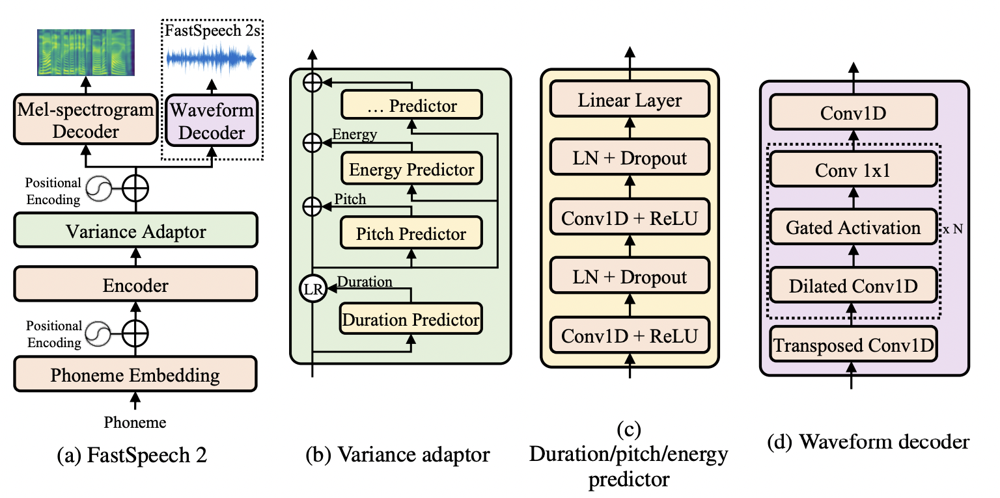 FastSpeech 2s
Mel-spectrogram
Decoder
Waveform
Decoder
Positional
Encoding
Variance Adaptor
Encoder
Positional
Encoding
Phoneme Embedding
Phoneme
(a) FastSpeech 2
... Predictor
Energy
Energy Predictor
Pitch
Pitch Predictor
LR
Duration
Duration Predictor
(b) Variance adaptor
Linear Layer
LN + Dropout
Conv1D + ReLU
LN + Dropout
Conv1D + ReLU
(c)
Duration/pitch/energy
predictor
Conv1D
Conv 1x1
Gated Activation
x N
Dilated Conv1D
Transposed Conv1D
(d) Waveform decoder